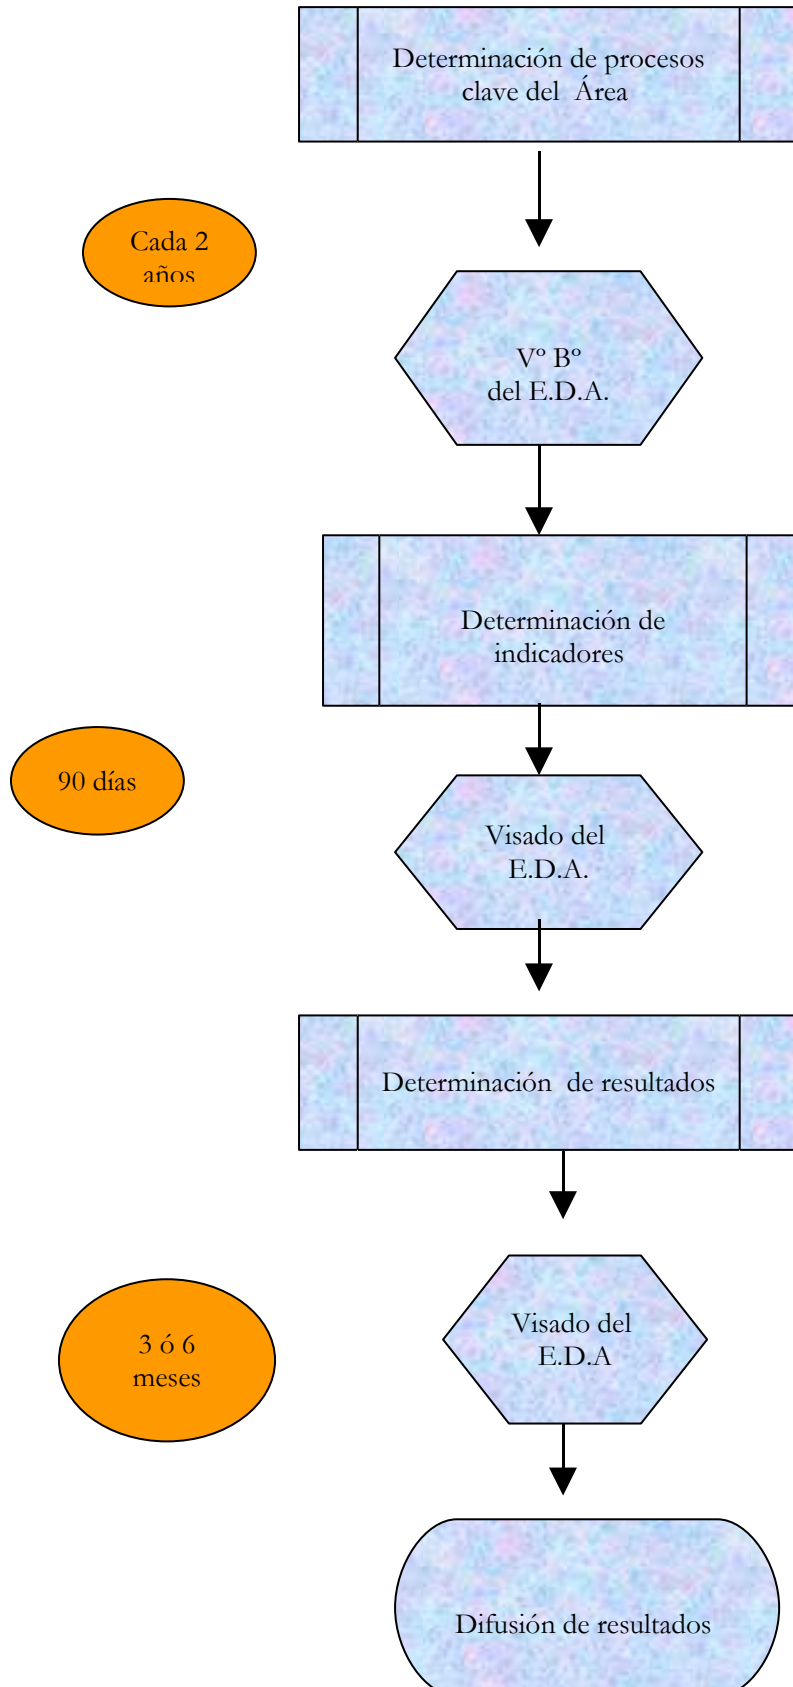 Determinación de procesos
clave del Área
Cada 2
años
Vº Bº
del E.D.A.
Determinación de
indicadores
90 días
Visado del
E.D.A.
Determinación de resultados
Visado del
E.D.A
3 ó 6
meses
Difusión de resultados